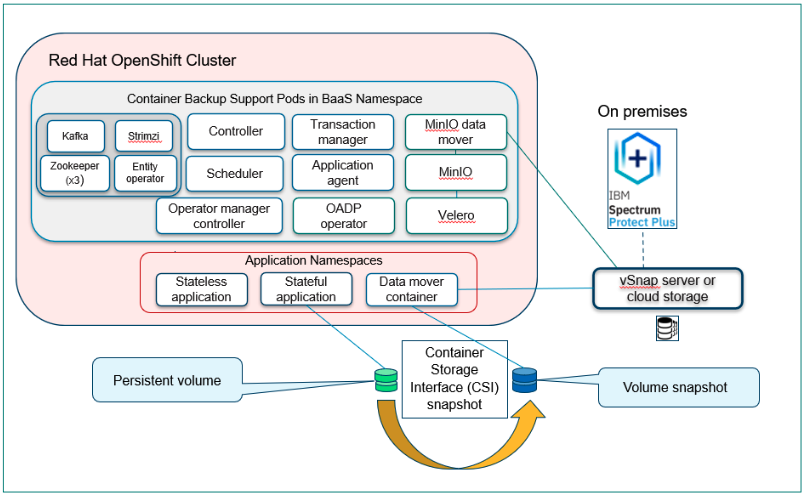 Red Hat OpenShift Cluster
Container Backup Support Pods in BaaS Namespace
Kafka
Strimzi
Zookeeper
(x3)
Entity
operator
Controller
Transaction
manager
MinIO data
mover
Scheduler
Application
agent
MinIO
Operator manager
controller
OADP
operator
Velero
Application Namespaces
Stateless
application
Stateful
application
Data mover
container
On premises
IBM
Spectrum
Protect Plus
vSnap server or
cloud storage
Persistent volume
Container
Storage
Interface (CSI)
snapshot
Volume snapshot